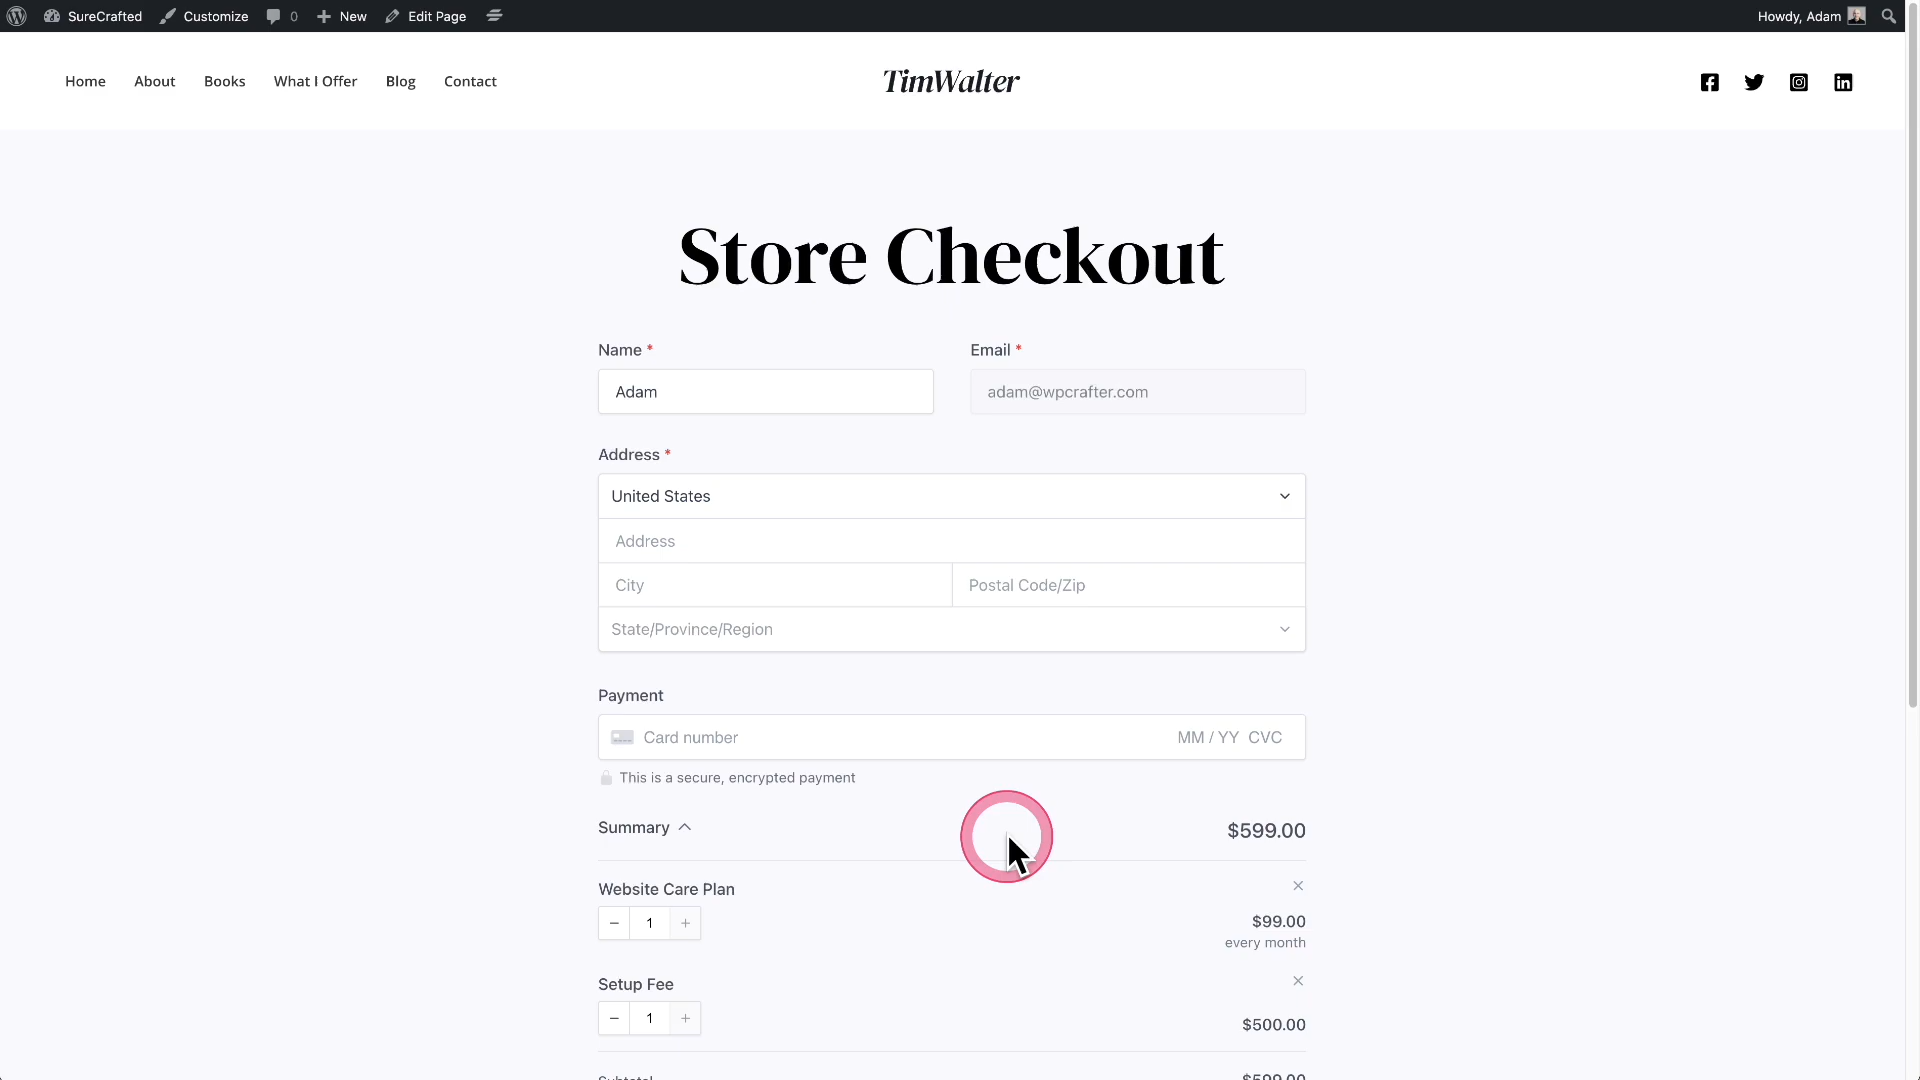 SureCrafted Customize 0 New Edit Page Howdy, Adam
Home About Books What I Offer Blog Contact TimWalter
Store Checkout
Name * Email *
Adam adam@wpcrafter.com
Address *
United States
Address
City Postal Code/Zip
State/Province/Region
Payment
Card number MM / YY CVC
This is a secure, encrypted payment
Summary $599.00
Website Care Plan
− 1 + $99.00
every month
Setup Fee
− 1 +
$500.00
Subtotal $599.00